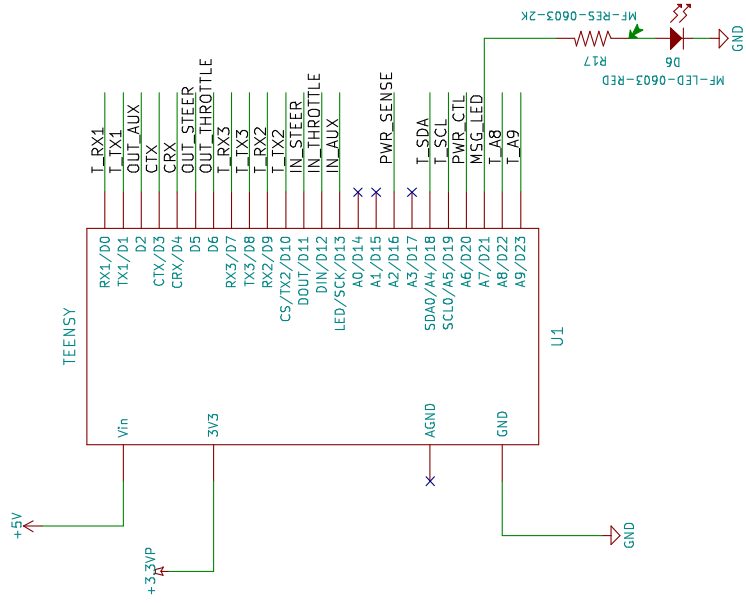 MF-RES-0603-2K
R17
D6
MF-LED-0603-RED
GND
T_RX1
T_TX1
OUT_AUX
CTX
CRX
OUT_STEER
OUT_THROTTLE
T_RX3
T_TX3
T_RX2
T_TX2
IN_STEER
IN_THROTTLE
IN_AUX
PWR_SENSE
T_SDA
T_SCL
PWR_CTL
MSG_LED
T_A8
T_A9
RX1/D0
TX1/D1
D2
CTX/D3
CRX/D4
D5
D6
RX3/D7
TX3/D8
RX2/D9
CS/TX2/D10
DOUT/D11
DIN/D12
LED/SCK/D13
A0/D14
A1/D15
A2/D16
A3/D17
SDA0/A4/D18
SCL0/A5/D19
A6/D20
A7/D21
A8/D22
A9/D23
TEENSY
U1
Vin
3V3
AGND
GND
+5V
+3.3VP
GND